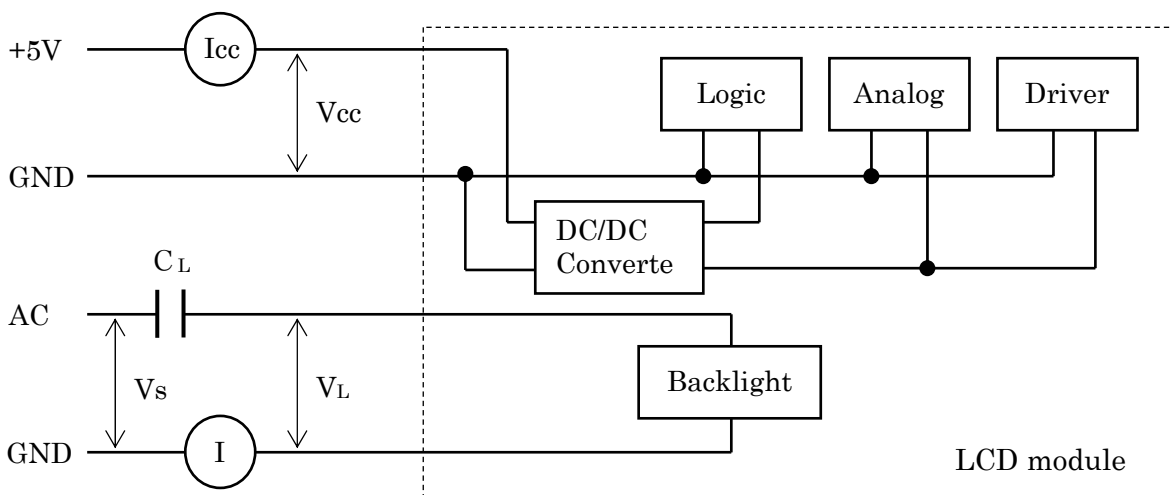 +5V
Icc
Logic
Analog
Driver
Vcc
GND
DC/DC
Converte
CL
AC
Vs
VL
Backlight
GND
I
LCD module